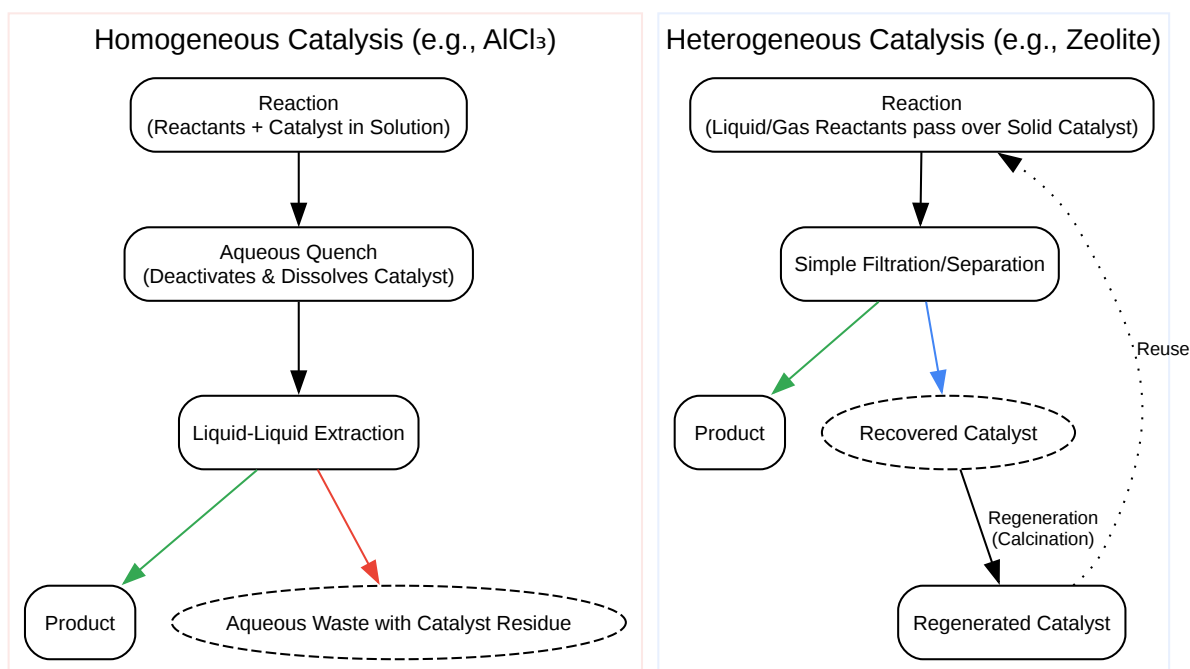 Homogeneous Catalysis (e.g., AlCl₃)
Reaction
(Reactants + Catalyst in Solution)
Aqueous Quench
(Deactivates & Dissolves Catalyst)
Liquid-Liquid Extraction
Product
Aqueous Waste with Catalyst Residue
Heterogeneous Catalysis (e.g., Zeolite)
Reaction
(Liquid/Gas Reactants pass over Solid Catalyst)
Simple Filtration/Separation
Reuse
Product
Recovered Catalyst
Regeneration
(Calcination)
Regenerated Catalyst